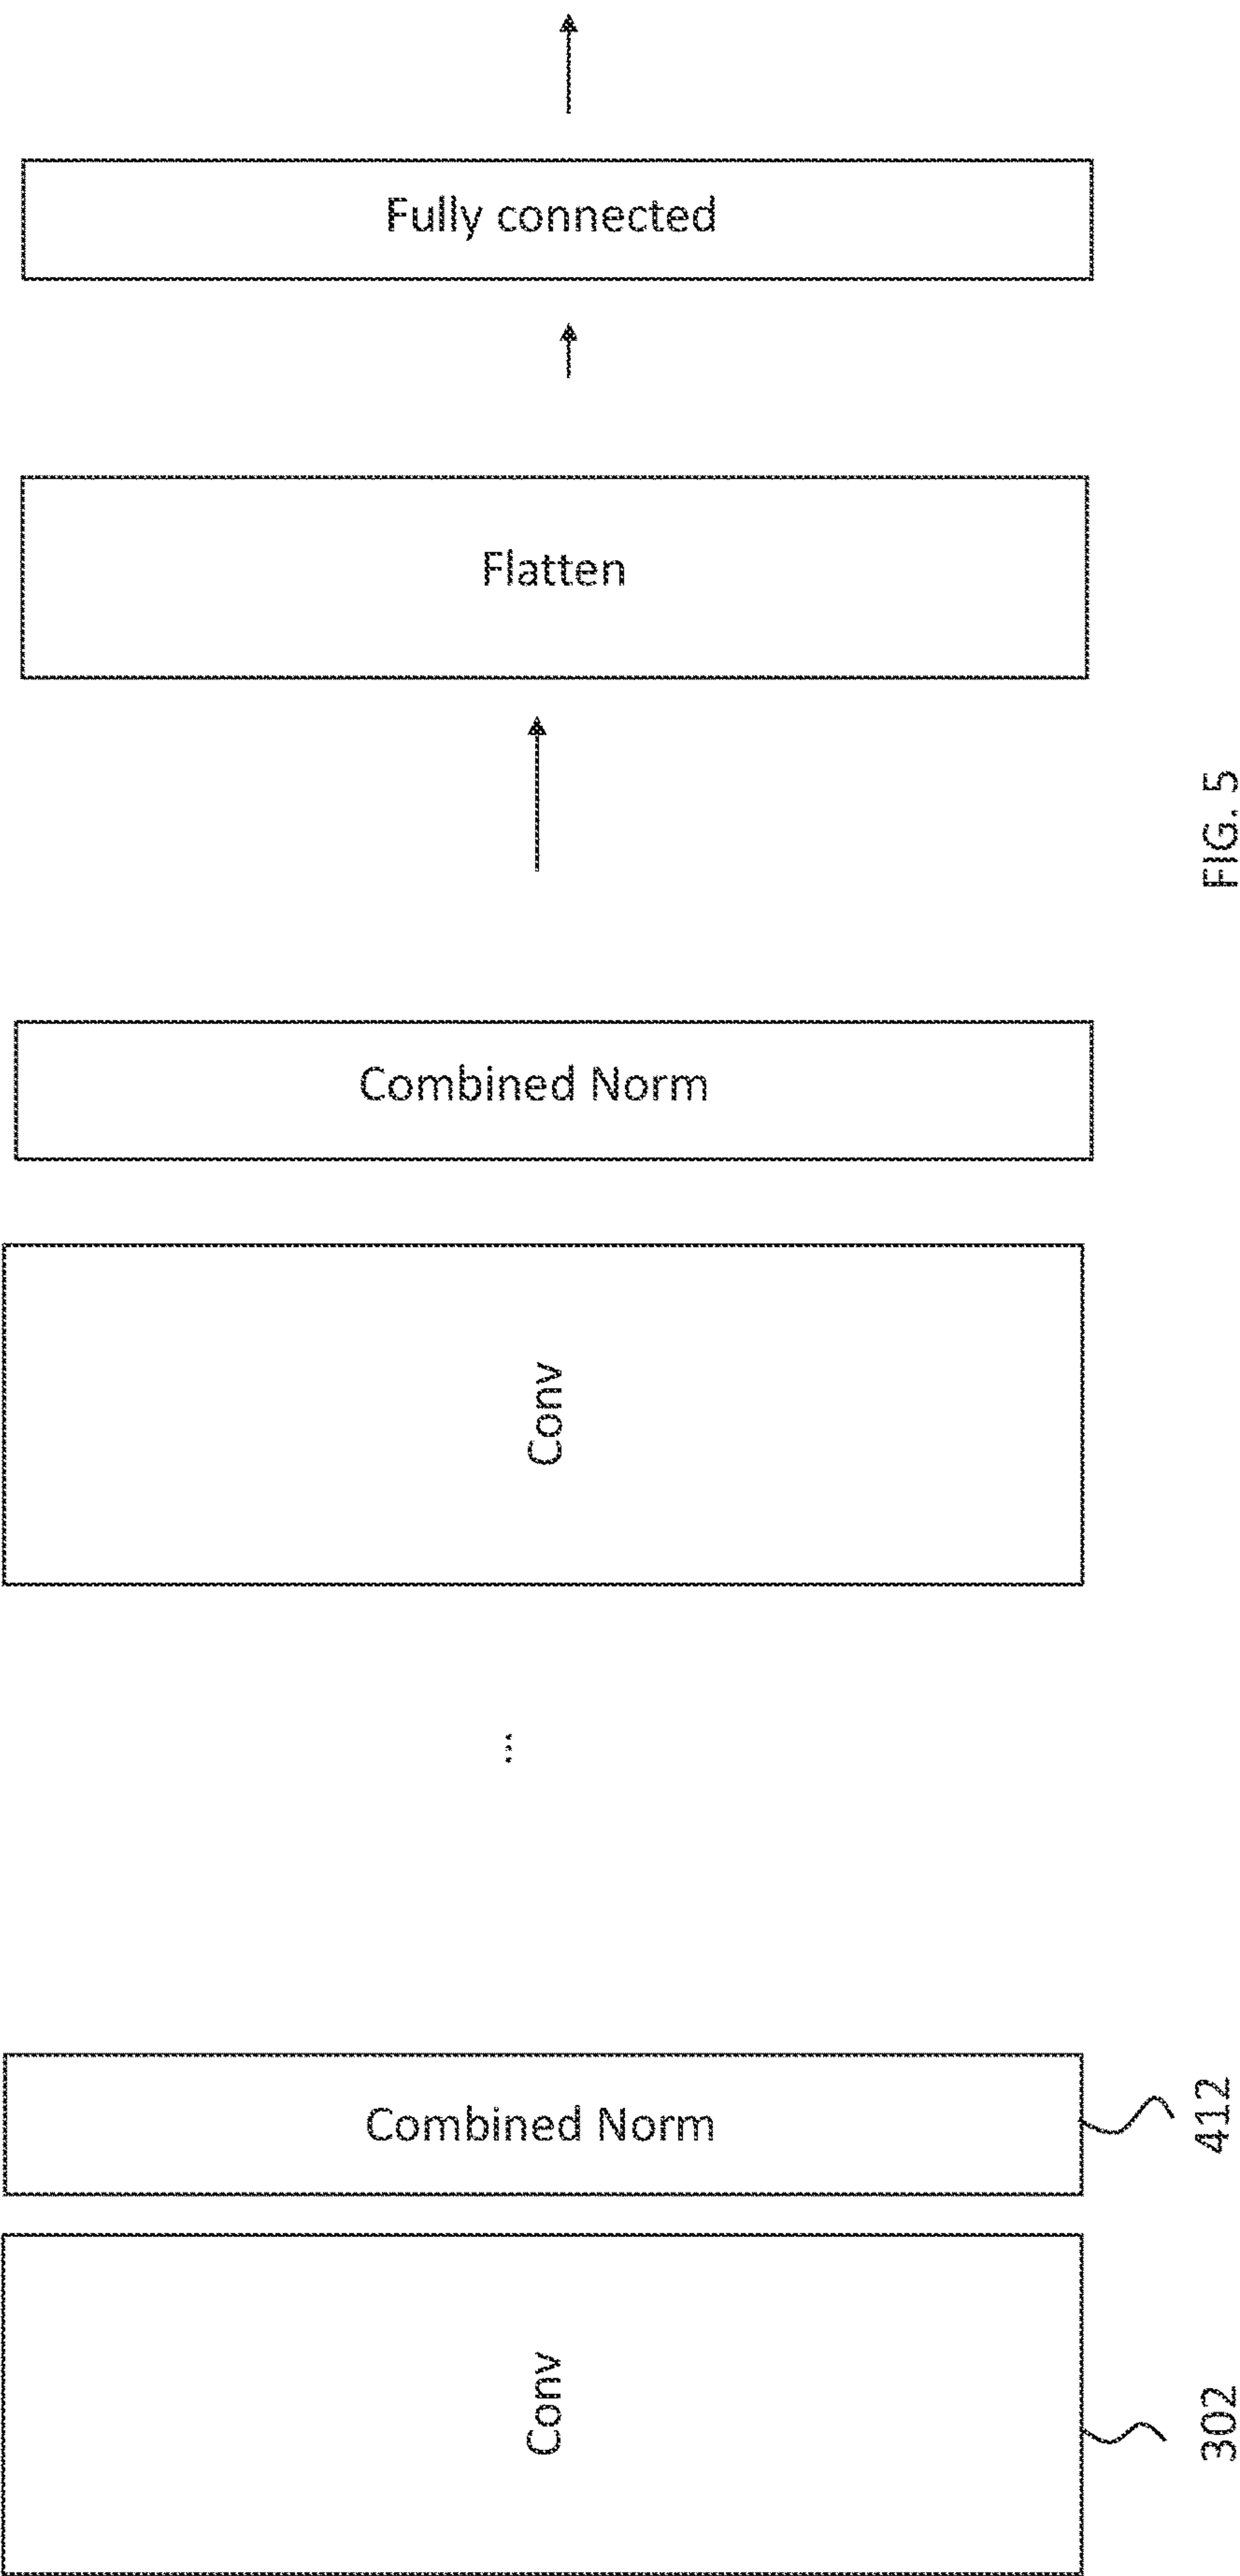 Fully connected
Flatten
Combined Norm
Conv
...
Combined Norm
412
Conv
302
FIG. 5